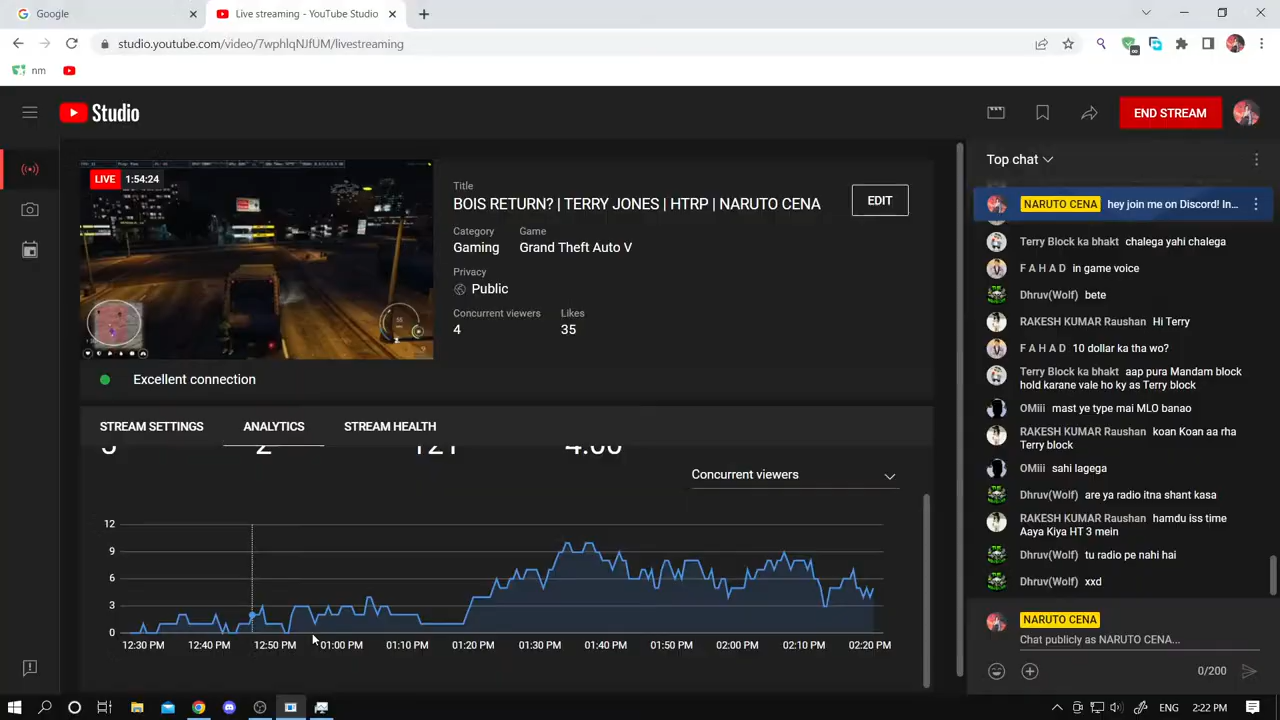 Google
Live streaming - YouTube Studio
studio.youtube.com/video/7wphlqNJfUM/livestreaming
nm
Studio
END STREAM
LIVE 1:54:24
Title
BOIS RETURN? | TERRY JONES | HTRP | NARUTO CENA
EDIT
Category Game
Gaming Grand Theft Auto V
Privacy
Public
Concurrent viewers Likes
4 35
Excellent connection
STREAM SETTINGS ANALYTICS STREAM HEALTH
Concurrent viewers
12
9
6
3
0
12:30 PM 12:40 PM 12:50 PM 01:00 PM 01:10 PM 01:20 PM 01:30 PM 01:40 PM 01:50 PM 02:00 PM 02:10 PM 02:20 PM
Top chat
NARUTO CENA hey join me on Discord! In...
Terry Block ka bhakt chalega yahi chalega
F A H A D in game voice
Dhruv(Wolf) bete
RAKESH KUMAR Raushan Hi Terry
F A H A D 10 dollar ka tha wo?
Terry Block ka bhakt aap pura Mandam block
hold karane vale ho ky as Terry block
OMiii mast ye type mai MLO banao
RAKESH KUMAR Raushan koan Koan aa rha
Terry block
OMiii sahi lagega
Dhruv(Wolf) are ya radio itna shant kasa
RAKESH KUMAR Raushan hamdu iss time
Aaya Kiya HT 3 mein
Dhruv(Wolf) tu radio pe nahi hai
Dhruv(Wolf) xxd
NARUTO CENA
Chat publicly as NARUTO CENA...
0/200
ENG 2:22 PM